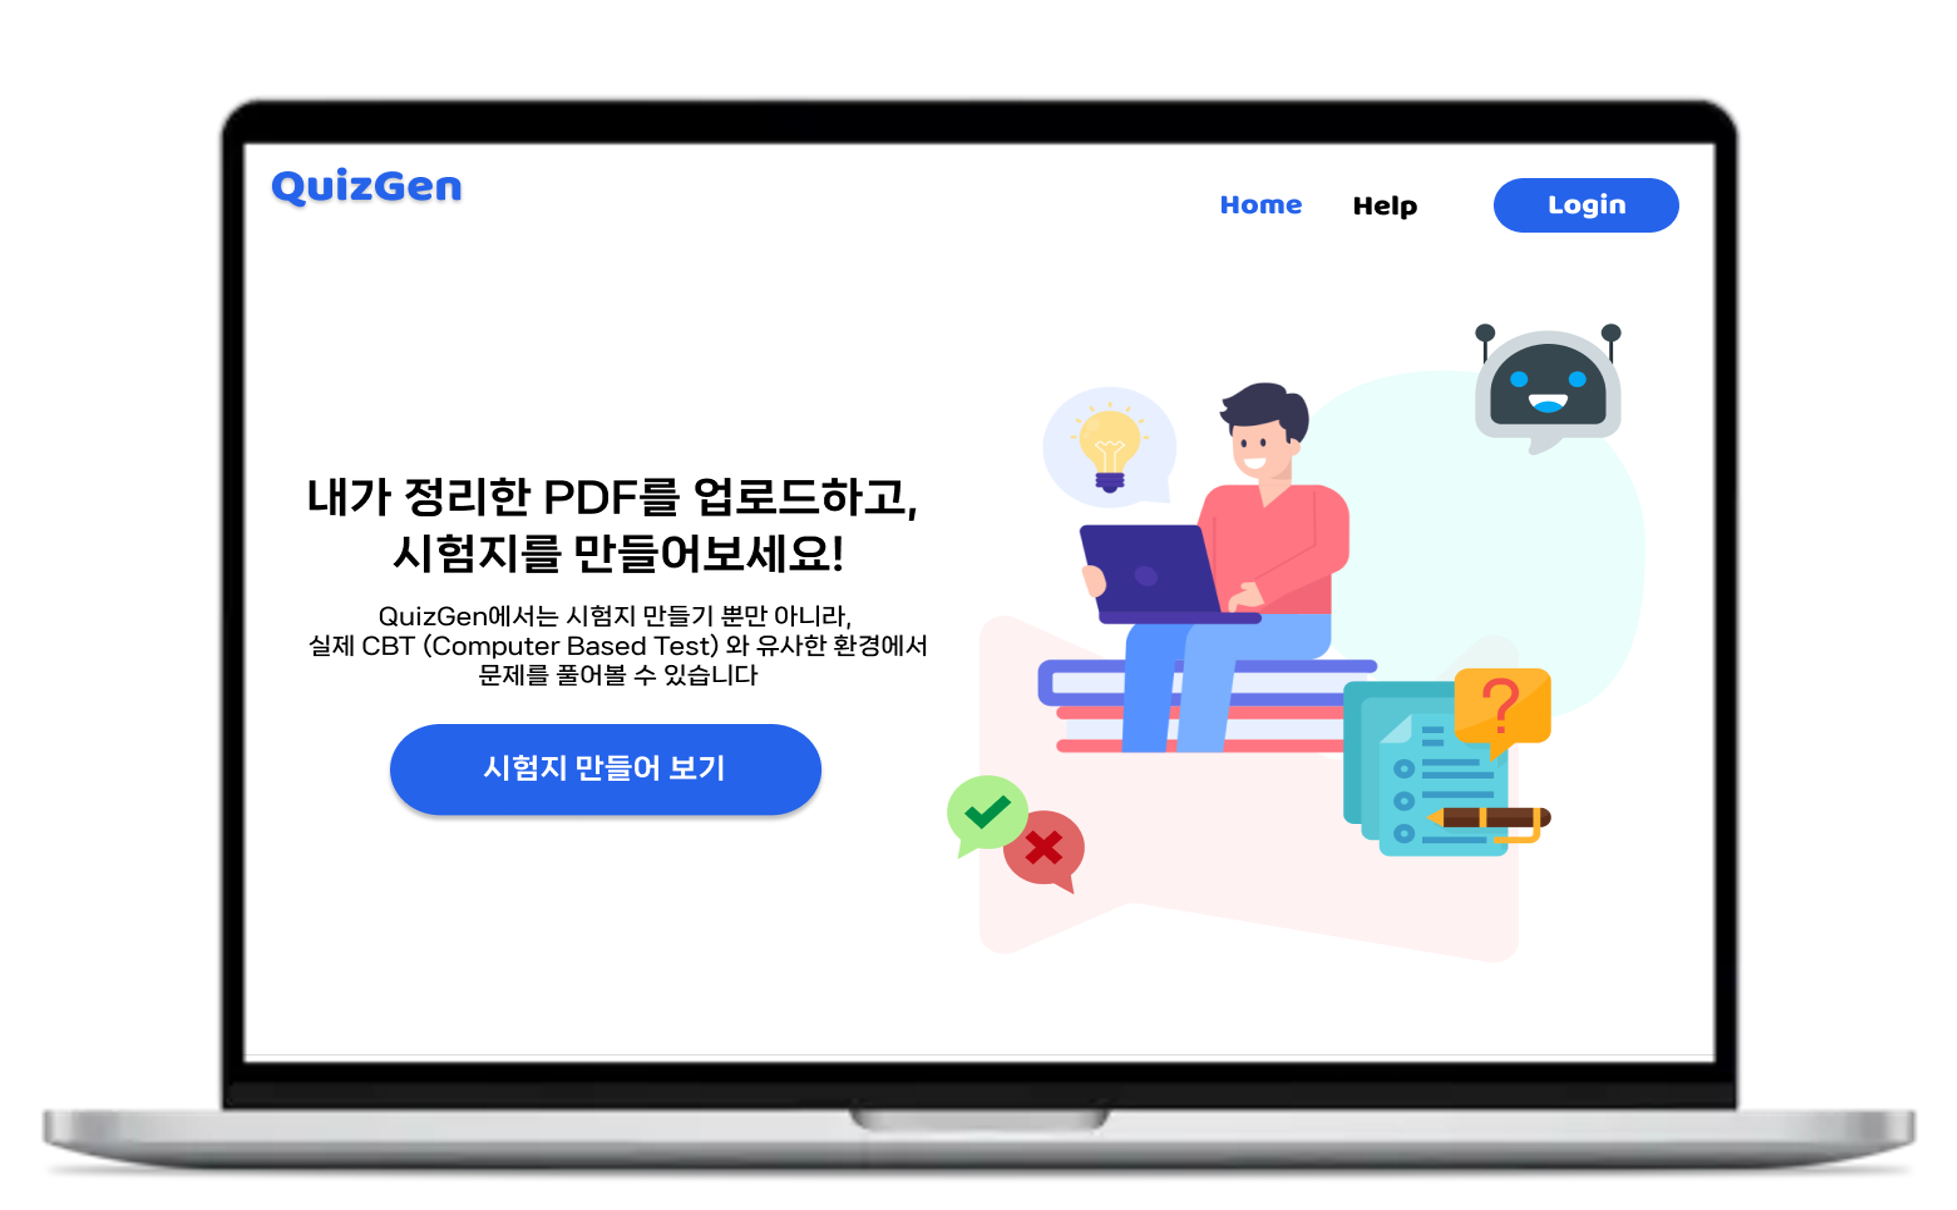 QuizGen
Home
Help
Login
내가 정리한 PDF를 업로드하고,
시험지를 만들어보세요!
QuizGen에서는 시험지 만들기 뿐만 아니라,
실제 CBT (Computer Based Test) 와 유사한 환경에서
문제를 풀어볼 수 있습니다
시험지 만들어 보기
?